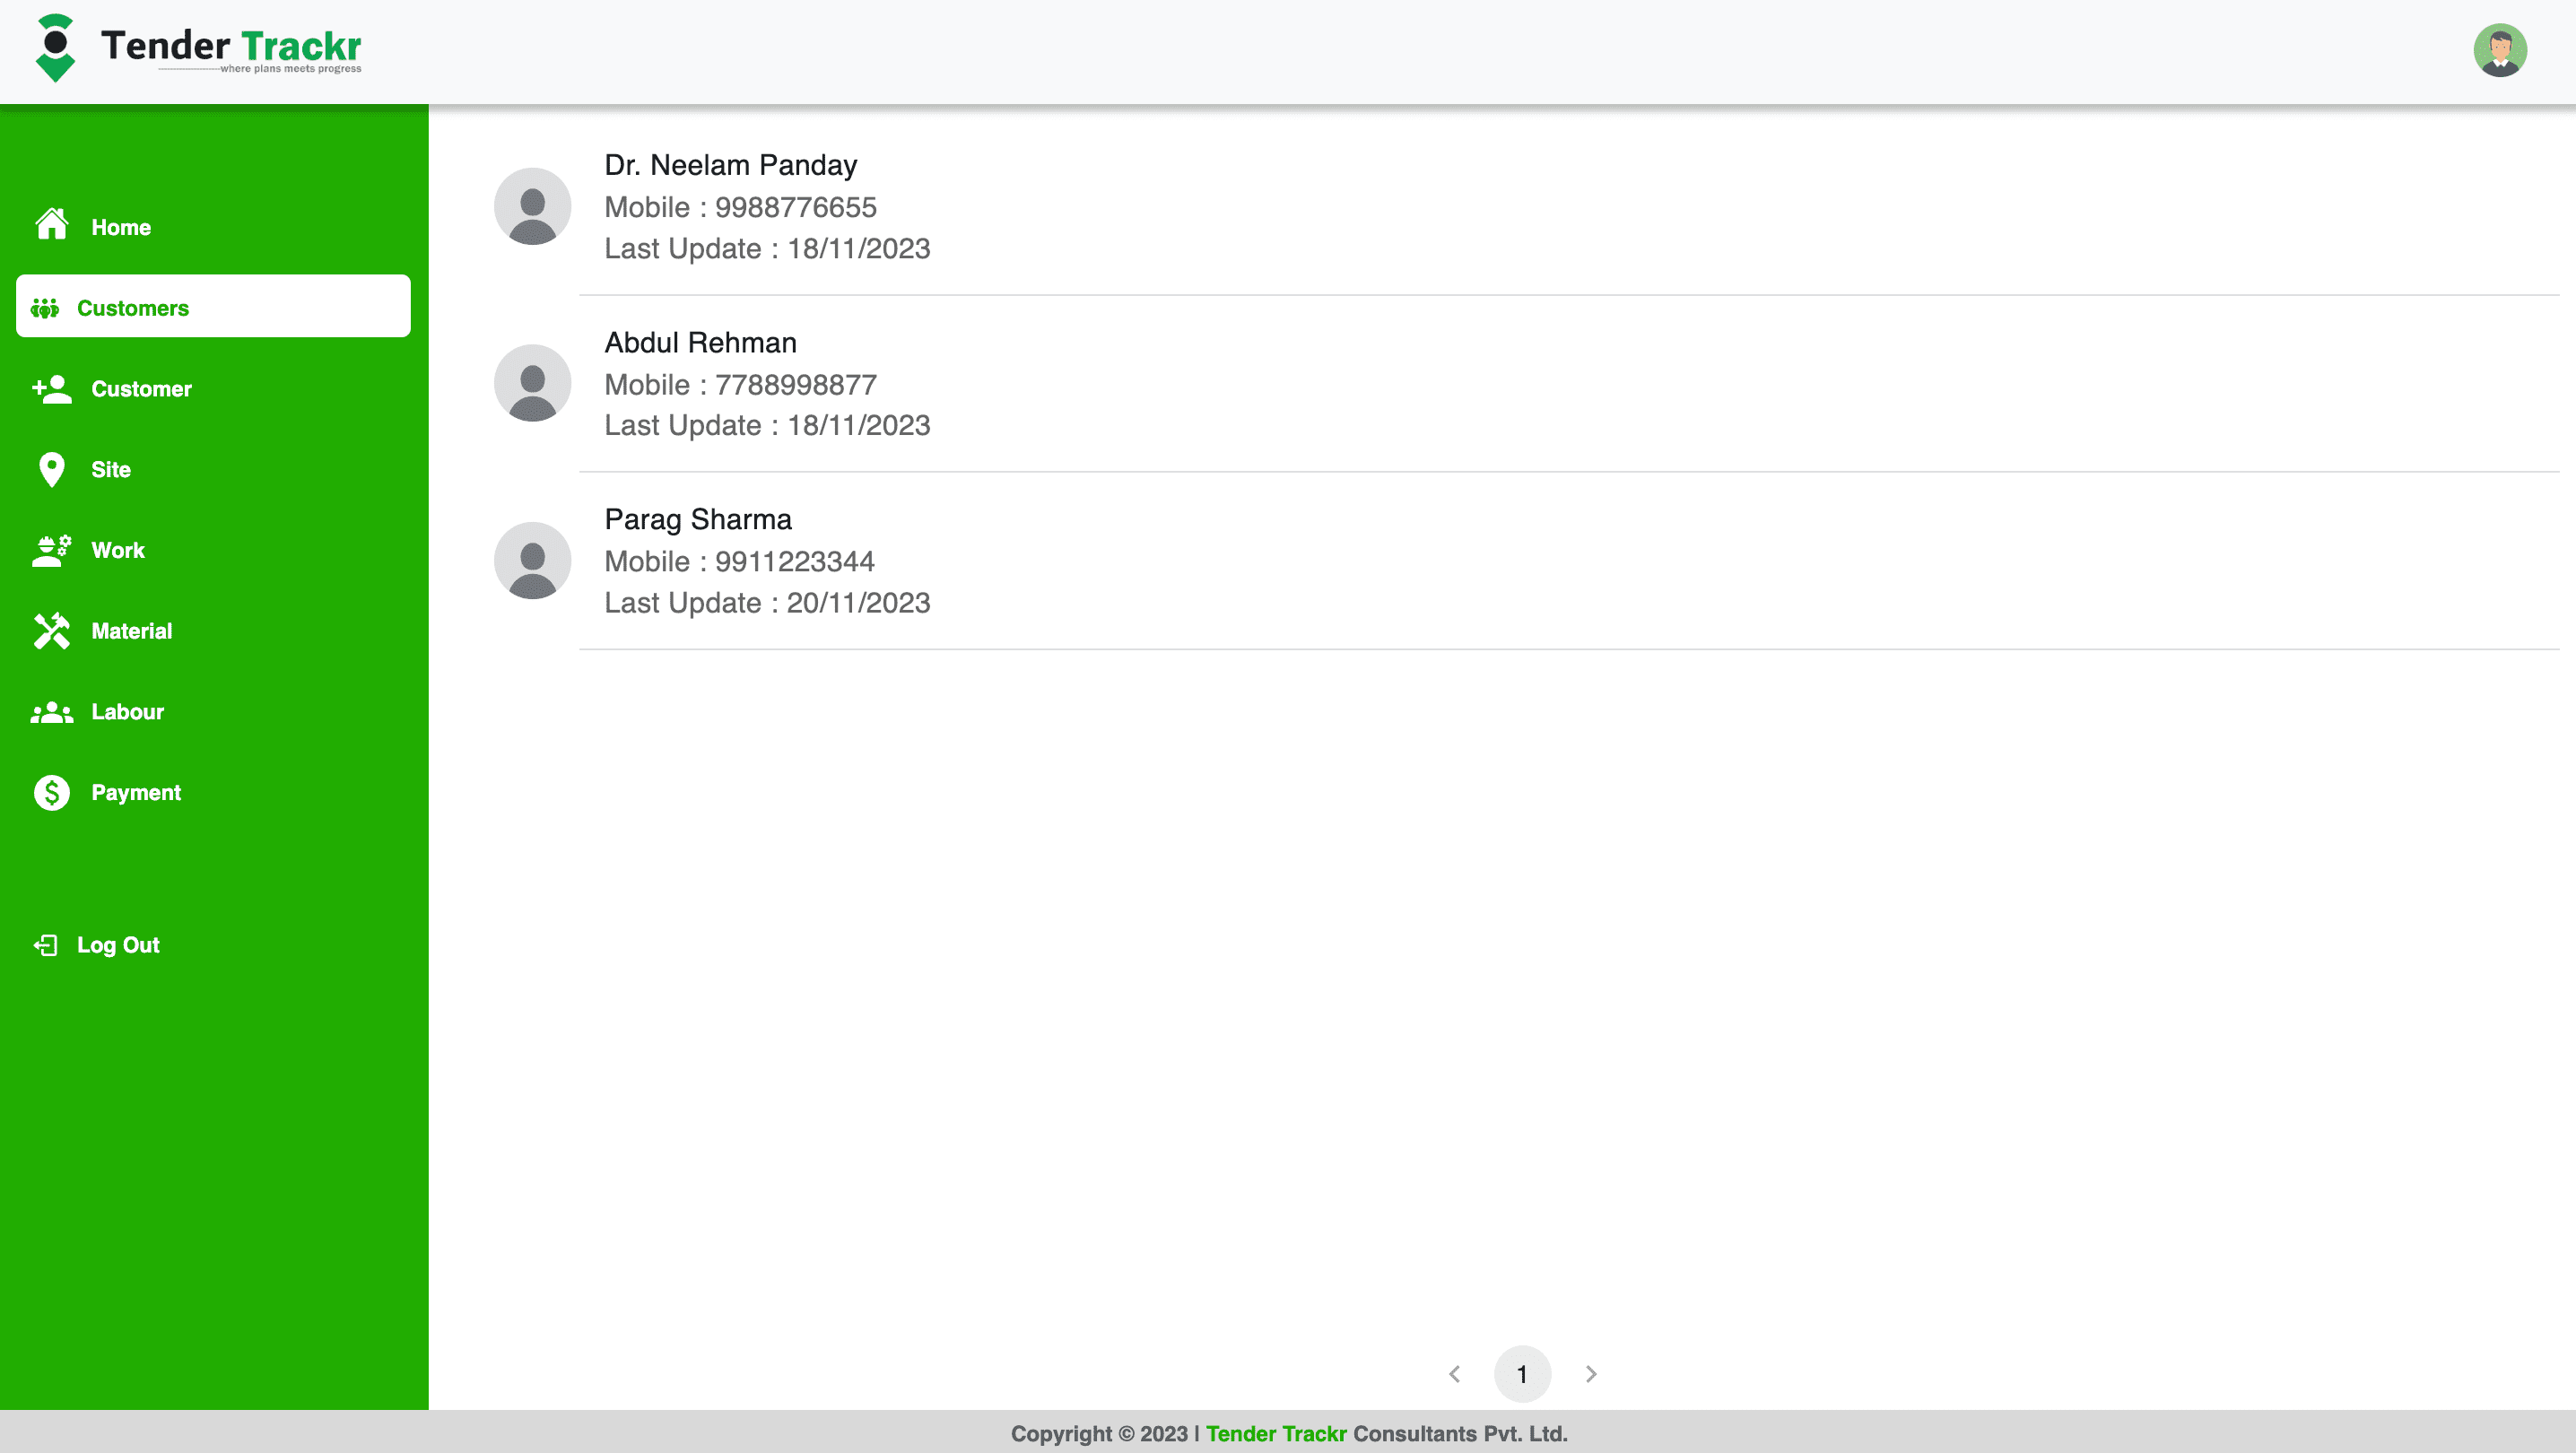 Tender Trackr
where plans meets progress
Home
Customers
Customer
Site
Work
Material
Labour
Payment
Log Out
Dr. Neelam Panday
Mobile : 9988776655
Last Update : 18/11/2023
Abdul Rehman
Mobile : 7788998877
Last Update : 18/11/2023
Parag Sharma
Mobile : 9911223344
Last Update : 20/11/2023
1
Copyright © 2023 | Tender Trackr Consultants Pvt. Ltd.